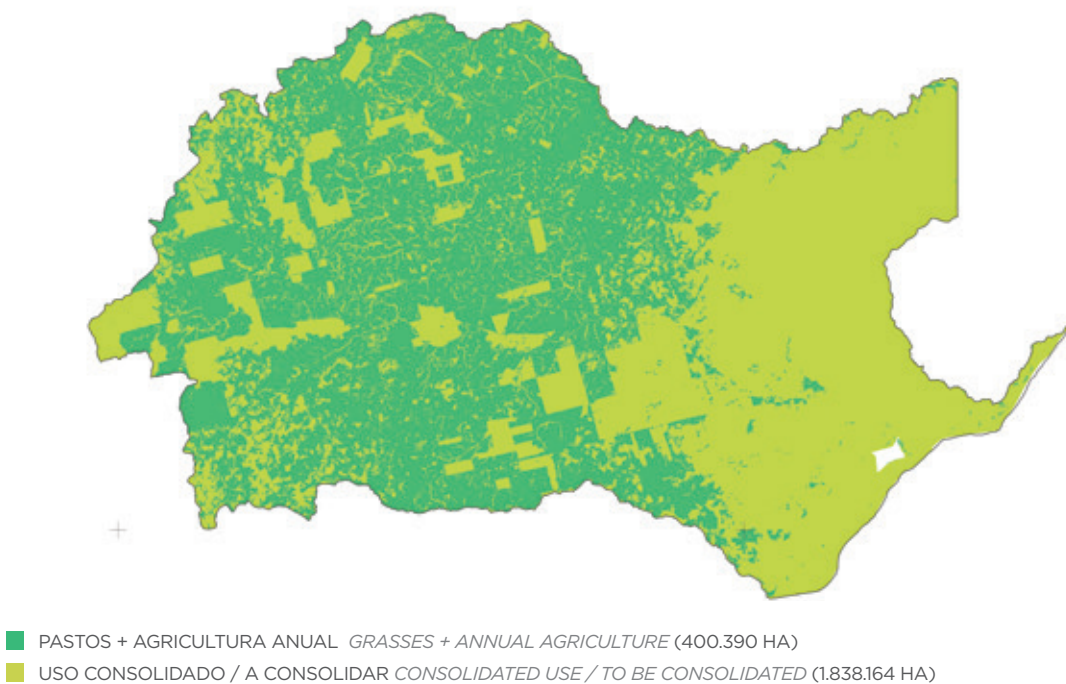 PASTOS + AGRICULTURA ANUAL GRASSES + ANNUAL AGRICULTURE (400.390 HA)
USO CONSOLIDADO / A CONSOLIDAR CONSOLIDATED USE / TO BE CONSOLIDATED (1.838.164 HA)